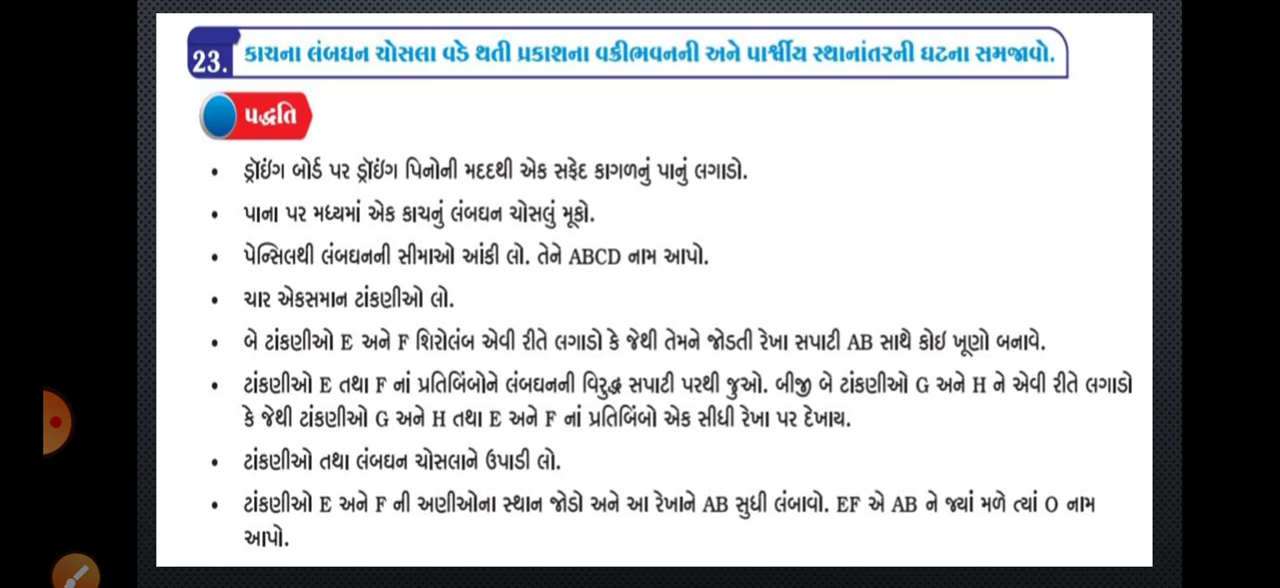 23. કાચના લંબઘન ચોસલા વડે થતી પ્રકાશના વક્રીભવનની અને પાર્શ્વીય સ્થાનાંતરની ઘટના સમજાવો.
પદ્ધતિ
• ડ્રૉઇંગ બોર્ડ પર ડ્રૉઇંગ પિનોની મદદથી એક સફેદ કાગળનું પાનું લગાડો.
• પાના પર મધ્યમાં એક કાચનું લંબઘન ચોસલું મૂકો.
• પેન્સિલથી લંબઘનની સીમાઓ આંકી લો. તેને ABCD નામ આપો.
• ચાર એકસમાન ટાંકણીઓ લો.
• બે ટાંકણીઓ E અને F શિરોલંબ એવી રીતે લગાડો કે જેથી તેમને જોડતી રેખા સપાટી AB સાથે કોઇ ખૂણો બનાવે.
• ટાંકણીઓ E તથા F નાં પ્રતિબિંબોને લંબઘનની વિરુદ્ધ સપાટી પરથી જુઓ. બીજી બે ટાંકણીઓ G અને H ને એવી રીતે લગાડો
કે જેથી ટાંકણીઓ G અને H તથા E અને F નાં પ્રતિબિંબો એક સીધી રેખા પર દેખાય.
• ટાંકણીઓ તથા લંબઘન ચોસલાને ઉપાડી લો.
• ટાંકણીઓ E અને F ની અણીઓના સ્થાન જોડો અને આ રેખાને AB સુધી લંબાવો. EF એ AB ને જ્યાં મળે ત્યાં O નામ
આપો.